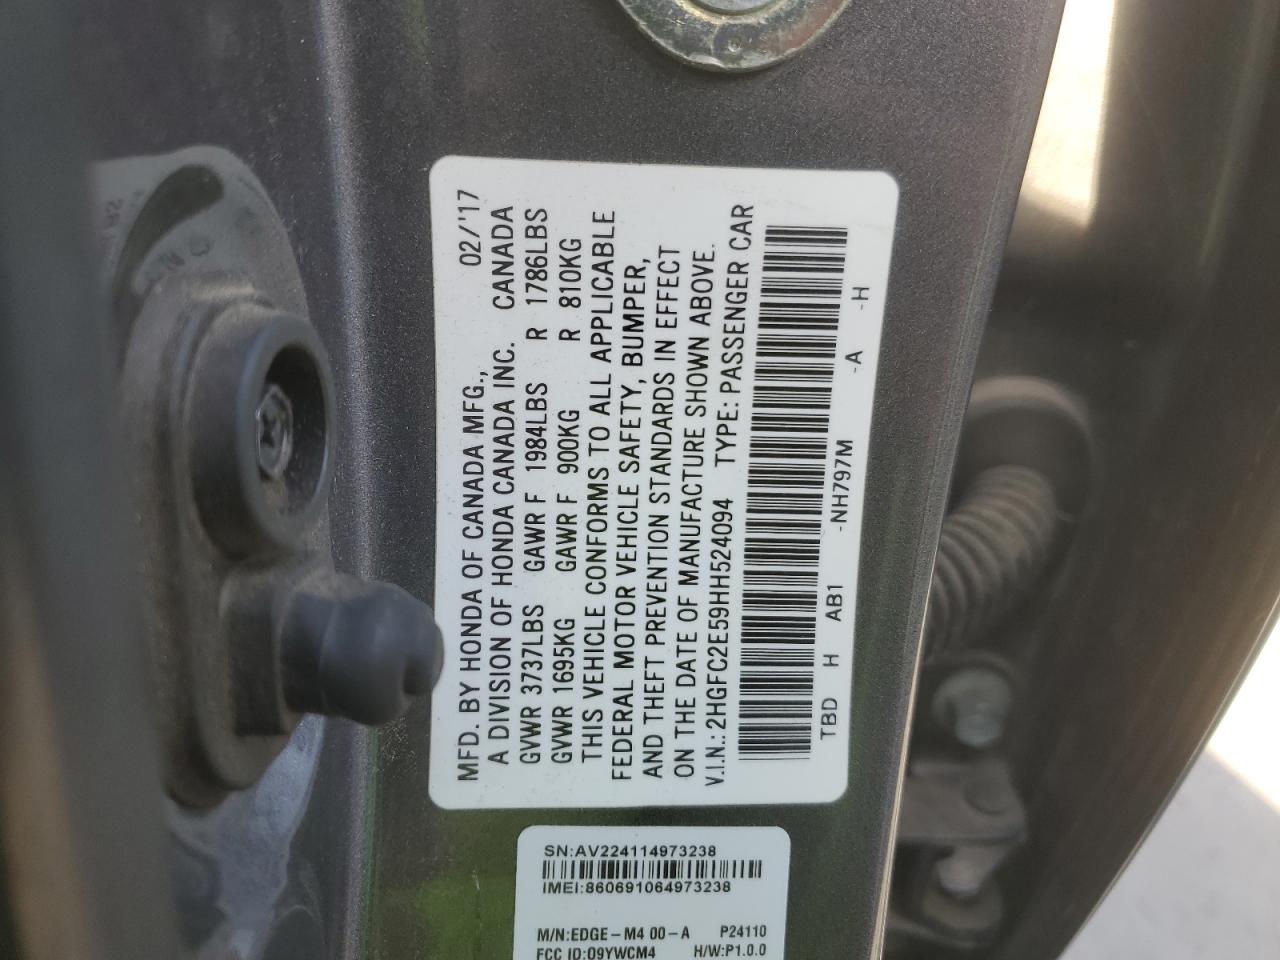 MFD. BY HONDA OF CANADA MFG., 02/'17
A DIVISION OF HONDA CANADA INC. CANADA
GVWR 3737LBS GAWR F 1984LBS R 1786LBS
GVWR 1695KG GAWR F 900KG R 810KG
THIS VEHICLE CONFORMS TO ALL APPLICABLE
FEDERAL MOTOR VEHICLE SAFETY, BUMPER,
AND THEFT PREVENTION STANDARDS IN EFFECT
ON THE DATE OF MANUFACTURE SHOWN ABOVE.
V.I.N.: 2HGFC2E59HH524094 TYPE: PASSENGER CAR
TBD H AB1 -NH797M -A -H
SN:AV224114973238
IMEI:860691064973238
M/N:EDGE-M4 00-A P24110
FCC ID:09YWCM4 H/W:P1.0.0